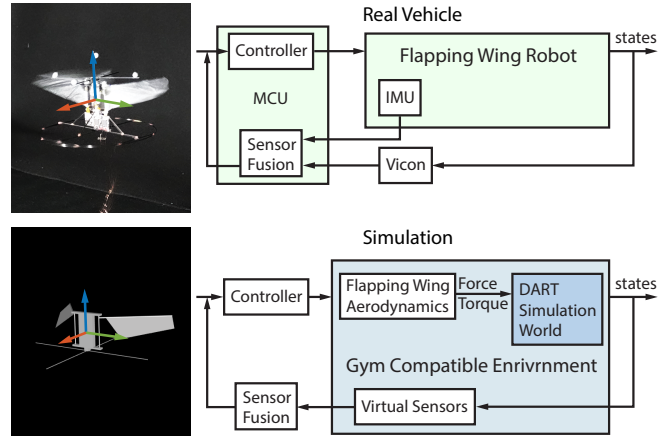 Real Vehicle
Controller
Flapping Wing Robot
states
MCU
IMU
Sensor
Fusion
Vicon
Simulation
Controller
Flapping Wing
Aerodynamics
Force
Torque
DART
Simulation
World
states
Gym Compatible Enrivrnment
Sensor
Fusion
Virtual Sensors